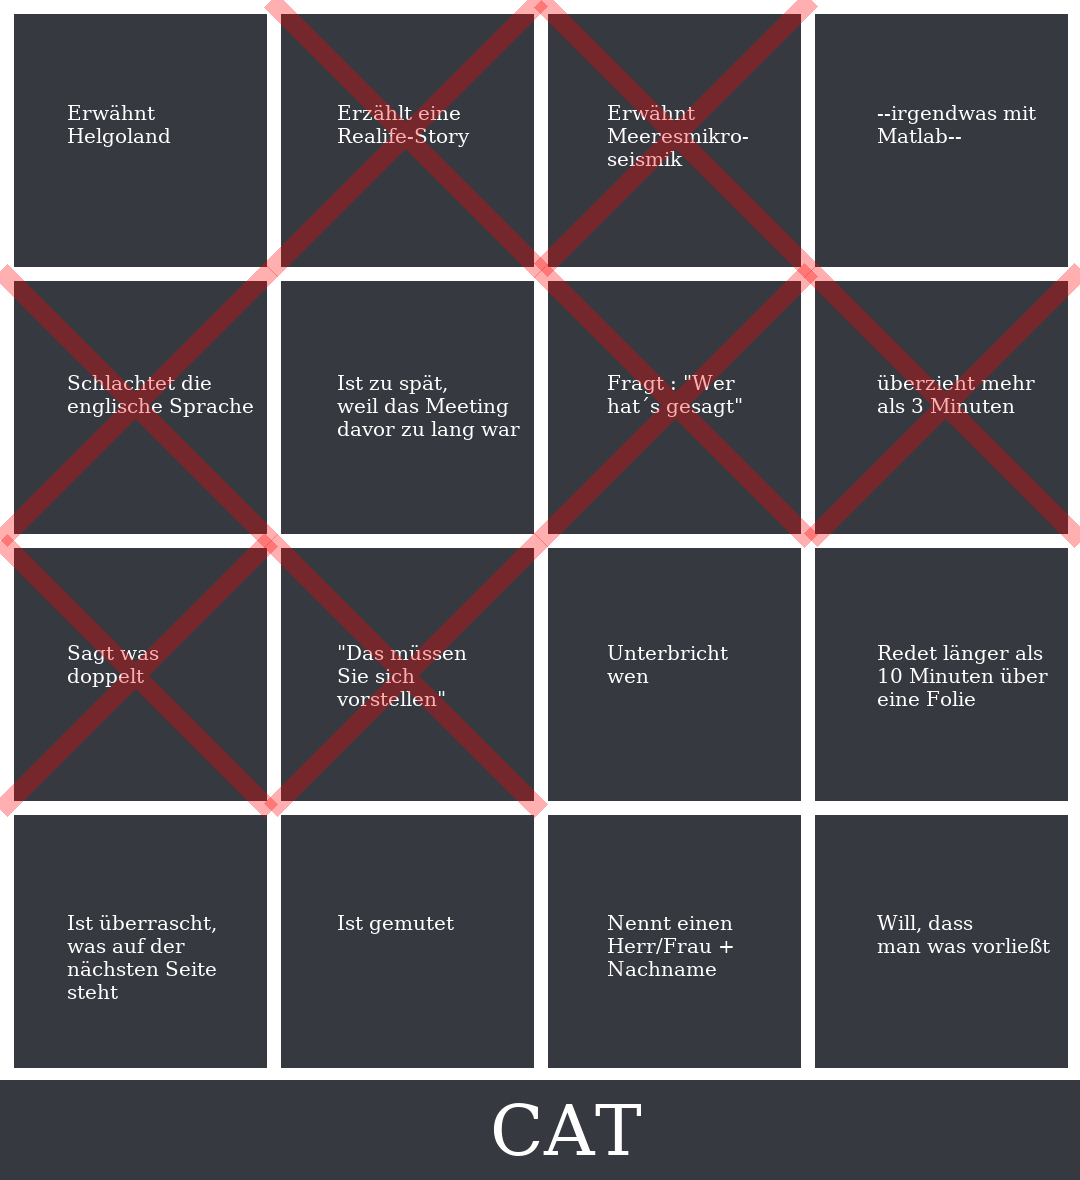 Erwähnt
Helgoland
Erzählt eine
Realife-Story
Erwähnt
Meeresmikro-
seismik
--irgendwas mit
Matlab--
Schlachtet die
englische Sprache
Ist zu spät,
weil das Meeting
davor zu lang war
Fragt : "Wer
hat´s gesagt"
überzieht mehr
als 3 Minuten
Sagt was
doppelt
"Das müssen
Sie sich
vorstellen"
Unterbricht
wen
Redet länger als
10 Minuten über
eine Folie
Ist überrascht,
was auf der
nächsten Seite
steht
Ist gemutet
Nennt einen
Herr/Frau +
Nachname
Will, dass
man was vorließt
CAT